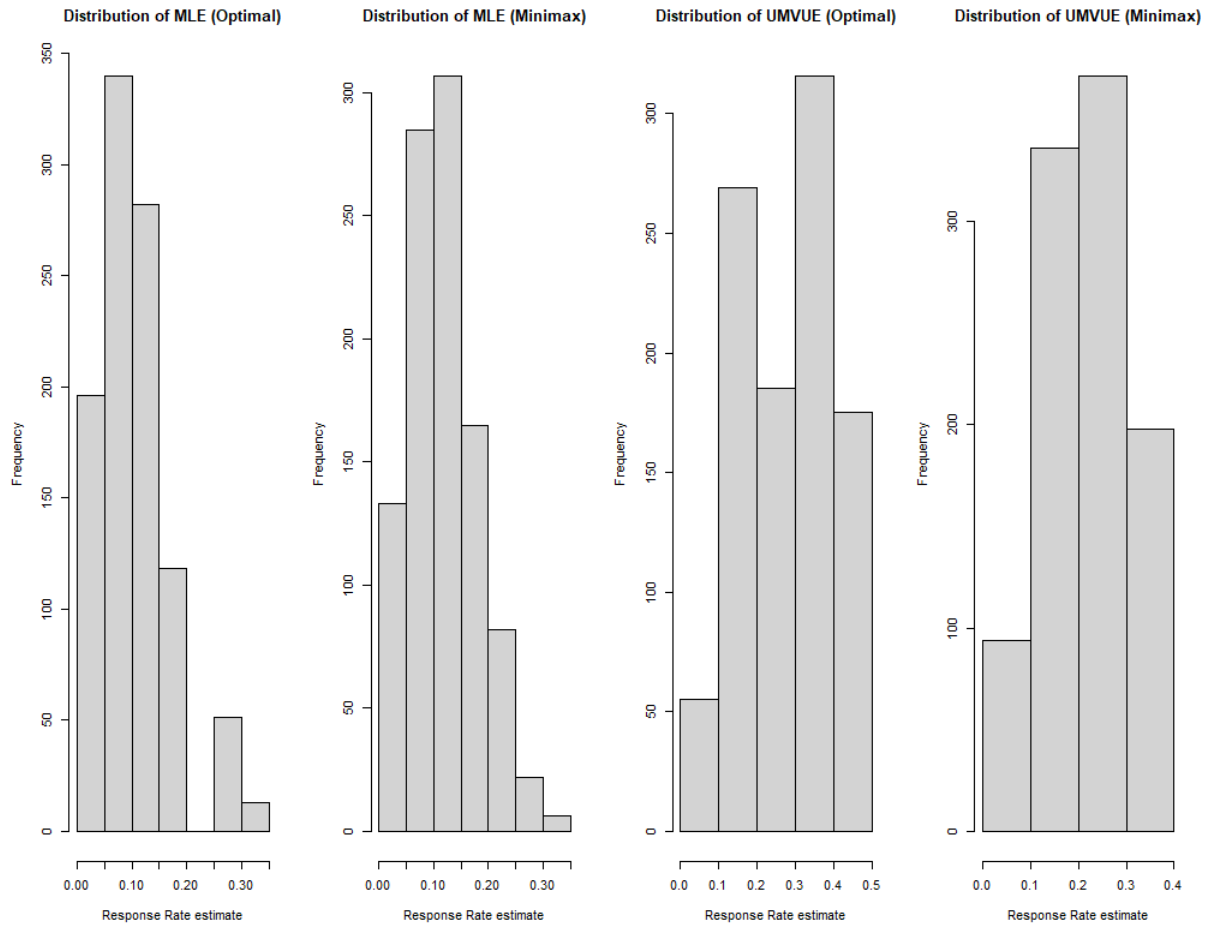 Distribution of MLE (Optimal)
Frequency
0 50 100 150 200 250 300 350
0.00 0.10 0.20 0.30
Response Rate estimate
Distribution of MLE (Minimax)
Frequency
0 50 100 150 200 250 300
0.00 0.10 0.20 0.30
Response Rate estimate
Distribution of UMVUE (Optimal)
Frequency
0 50 100 150 200 250 300
0.0 0.1 0.2 0.3 0.4 0.5
Response Rate estimate
Distribution of UMVUE (Minimax)
Frequency
0 100 200 300
0.0 0.1 0.2 0.3 0.4
Response Rate estimate